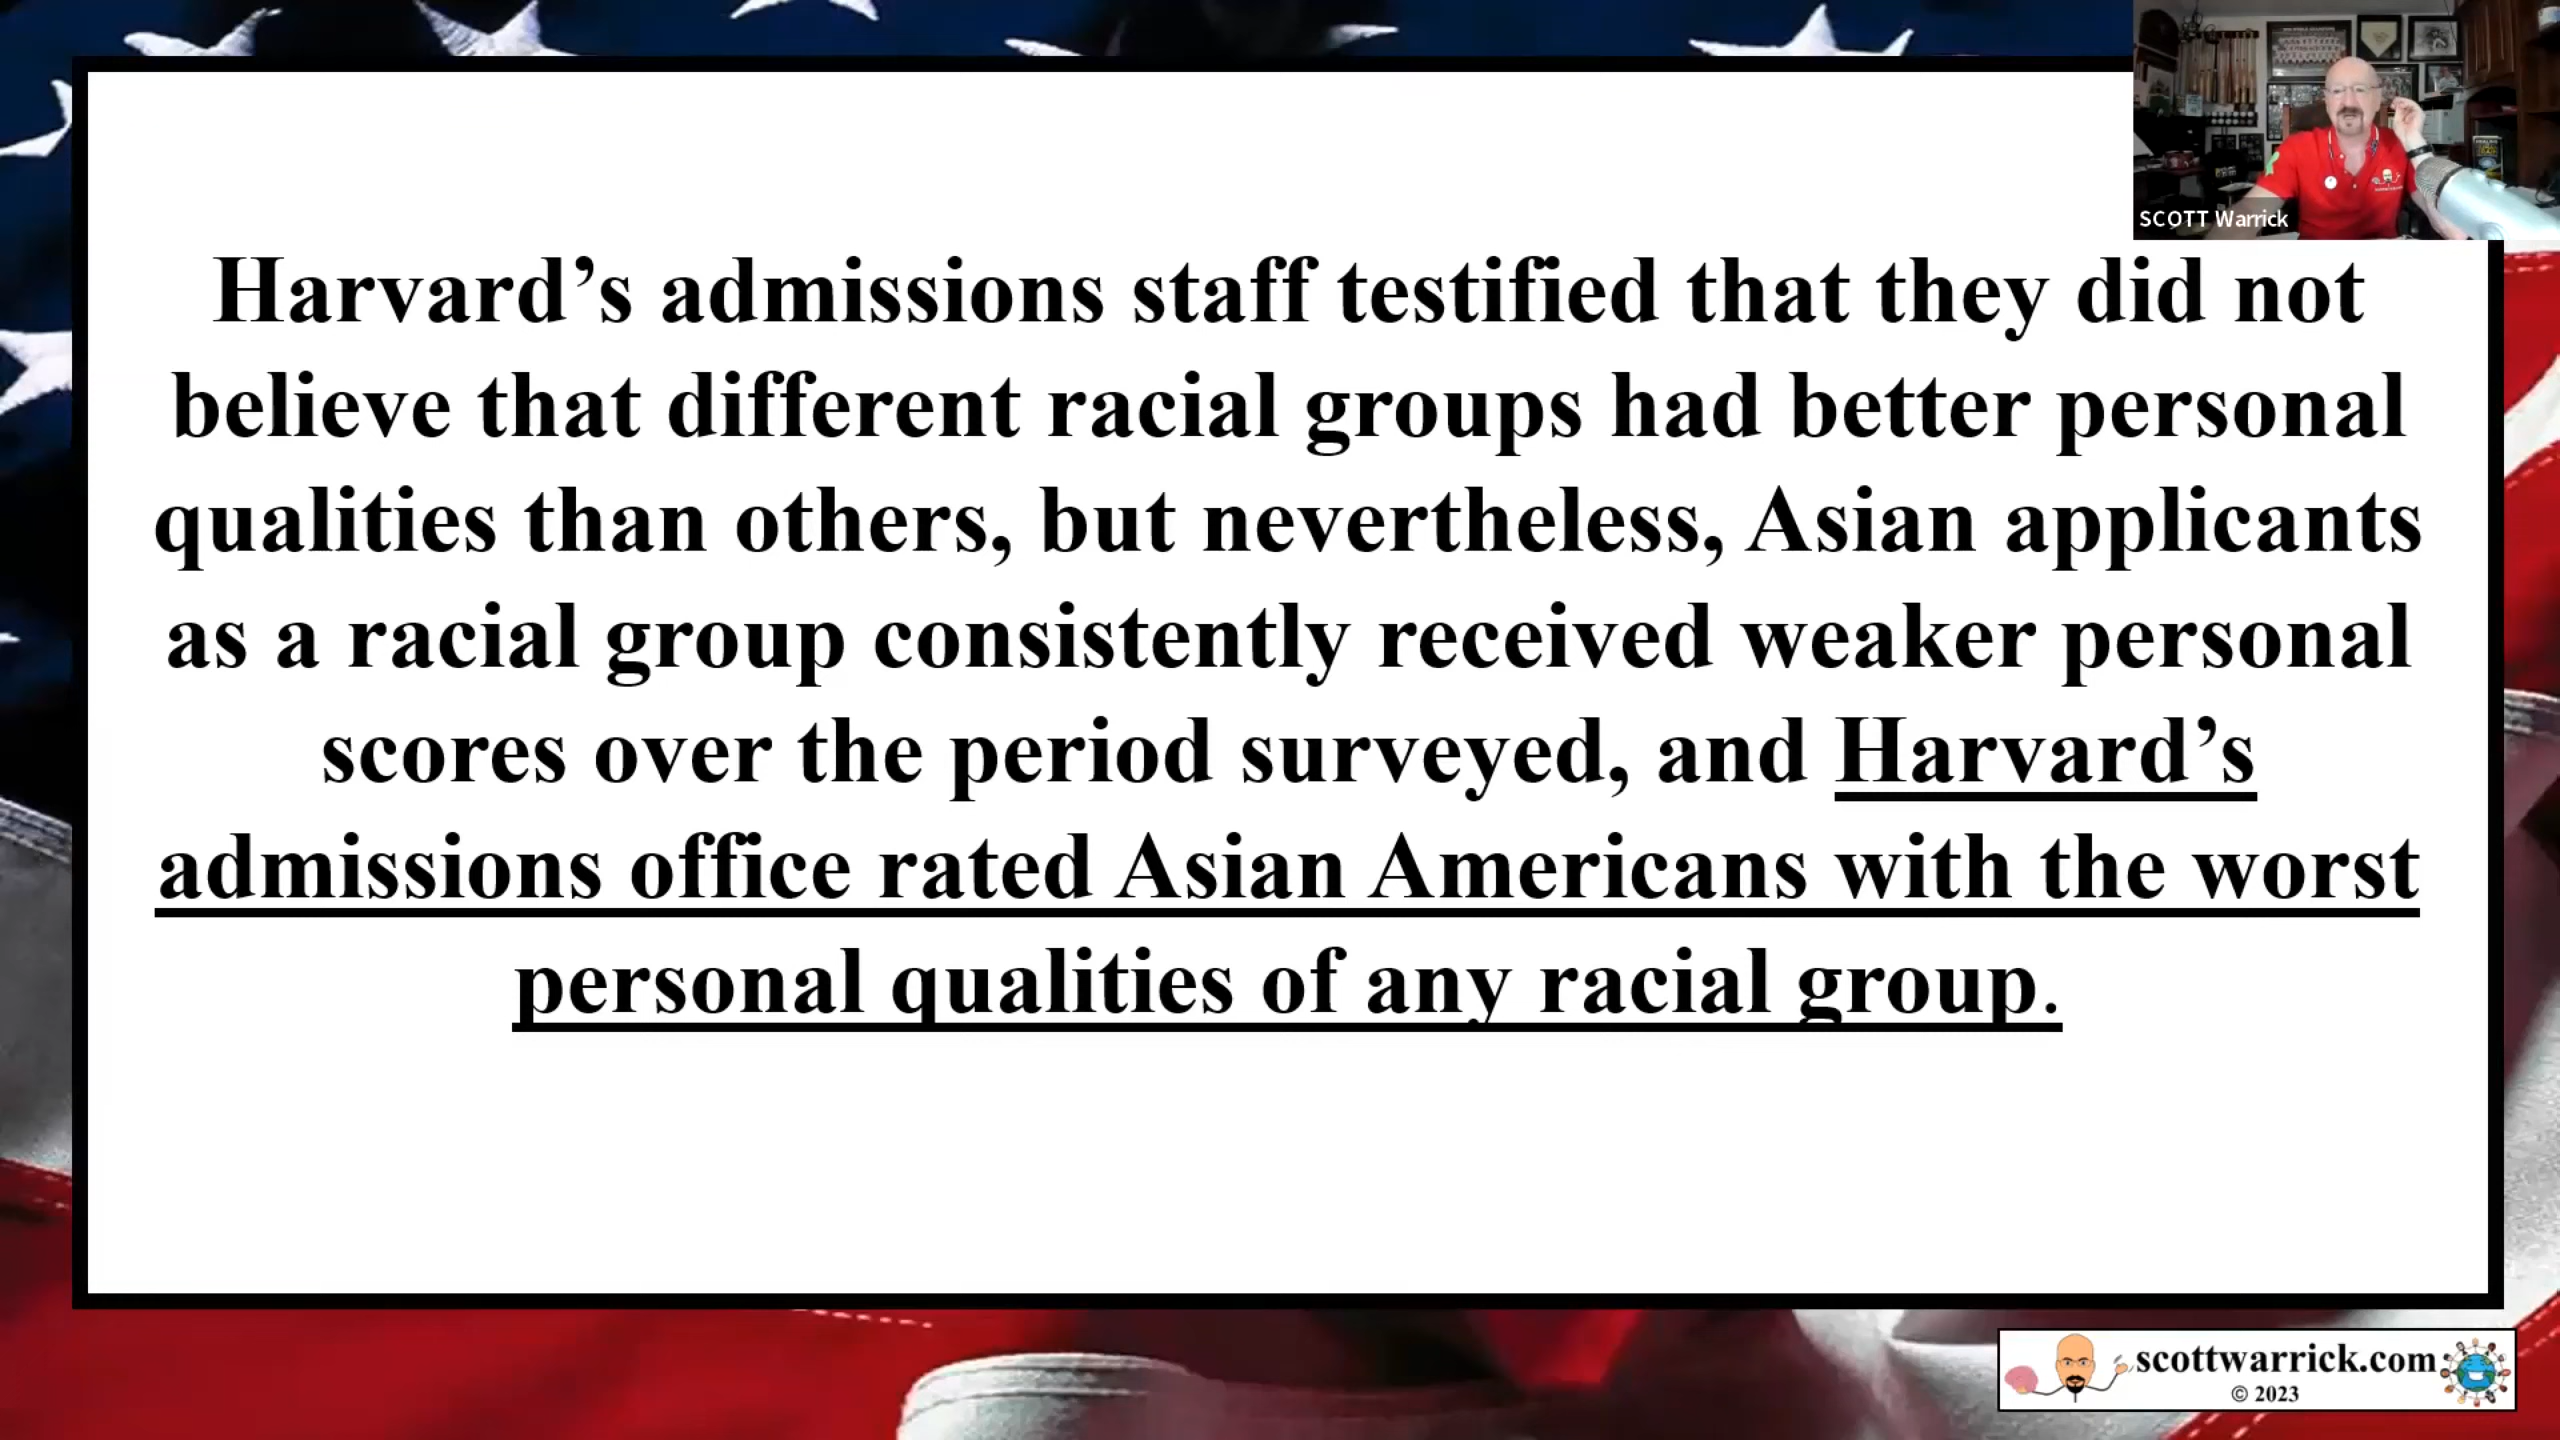 SCOTT Warrick
Harvard’s admissions staff testified that they did not
believe that different racial groups had better personal
qualities than others, but nevertheless, Asian applicants
as a racial group consistently received weaker personal
scores over the period surveyed, and Harvard’s
admissions office rated Asian Americans with the worst
personal qualities of any racial group.
scottwarrick.com
© 2023